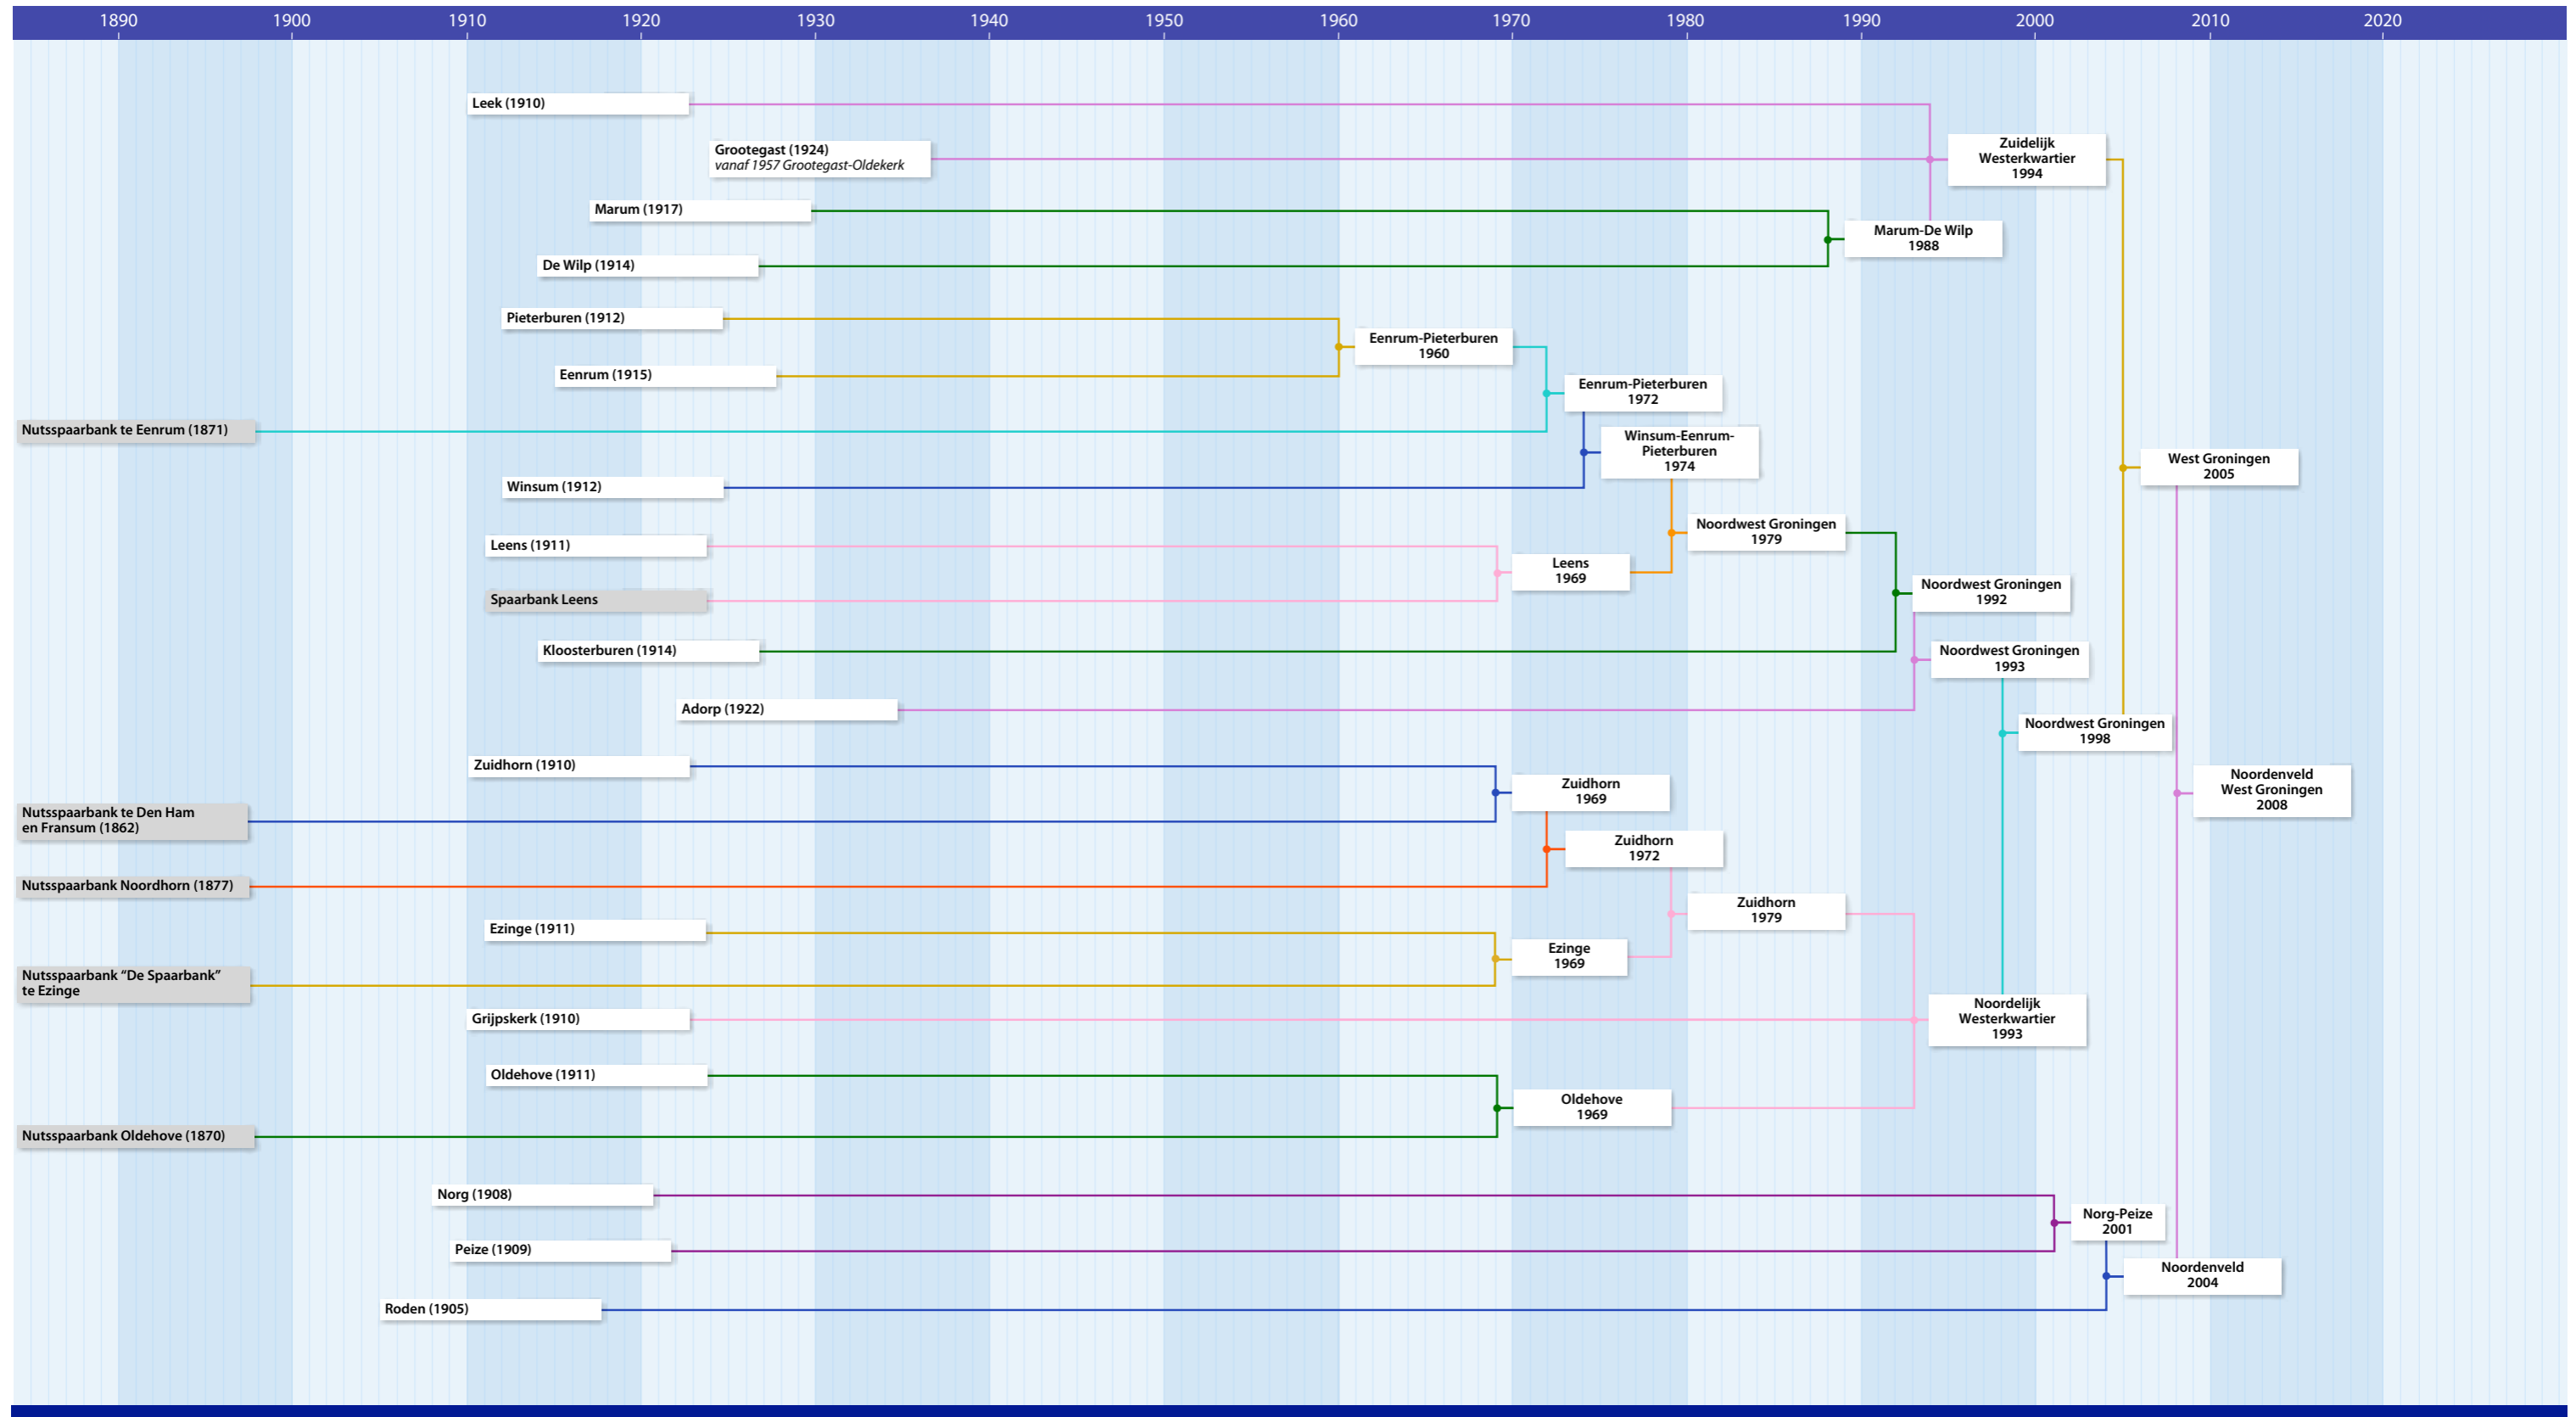 1890 1900 1910 1920 1930 1940 1950 1960 1970 1980 1990 2000 2010 2020
Leek (1910)
Grootegast (1924)
vanaf 1957 Grootegast-Oldekerk
Zuidelijk
Westerkwartier
1994
Marum (1917)
Marum-De Wilp
1988
De Wilp (1914)
Pieterburen (1912)
Eenrum-Pieterburen
1960
Eenrum (1915)
Eenrum-Pieterburen
1972
Nutsspaarbank te Eenrum (1871)
Winsum-Eenrum-
Pieterburen
1974
West Groningen
2005
Winsum (1912)
Noordwest Groningen
1979
Leens (1911)
Leens
1969
Noordwest Groningen
1992
Spaarbank Leens
Kloosterburen (1914)
Noordwest Groningen
1993
Adorp (1922)
Noordwest Groningen
1998
Zuidhorn (1910)
Zuidhorn
1969
Noordenveld
West Groningen
2008
Nutsspaarbank te Den Ham
en Fransum (1862)
Zuidhorn
1972
Nutsspaarbank Noordhorn (1877)
Zuidhorn
1979
Ezinge (1911)
Ezinge
1969
Nutsspaarbank “De Spaarbank”
te Ezinge
Noordelijk
Westerkwartier
1993
Grijpskerk (1910)
Oldehove (1911)
Oldehove
1969
Nutsspaarbank Oldehove (1870)
Norg (1908)
Norg-Peize
2001
Peize (1909)
Noordenveld
2004
Roden (1905)